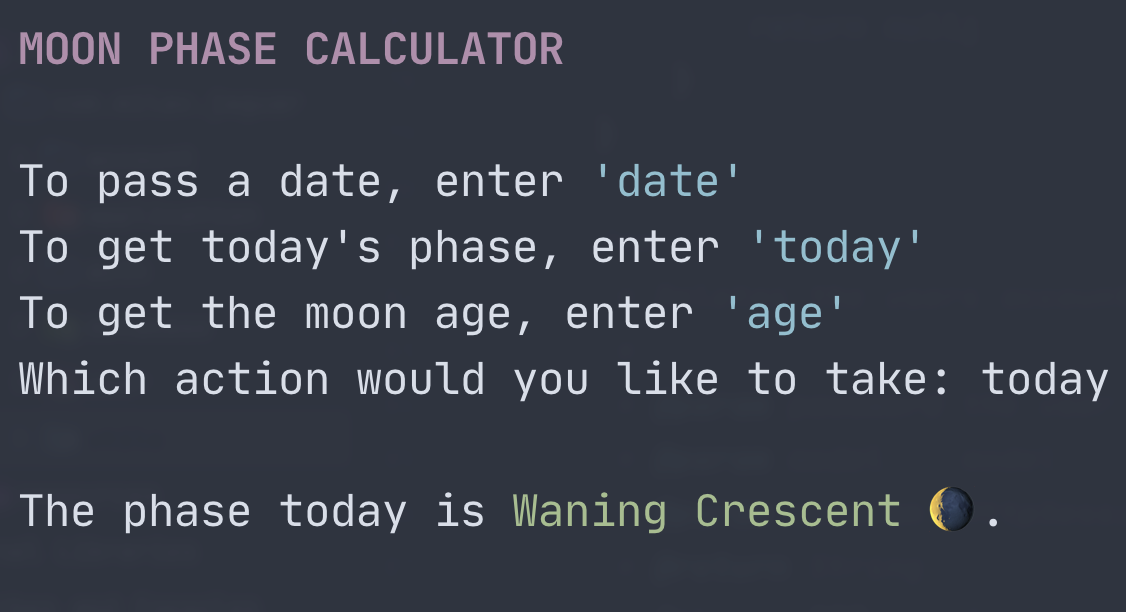 MOON PHASE CALCULATOR
To pass a date, enter 'date'
To get today's phase, enter 'today'
To get the moon age, enter 'age'
Which action would you like to take: today
The phase today is Waning Crescent 🌘.